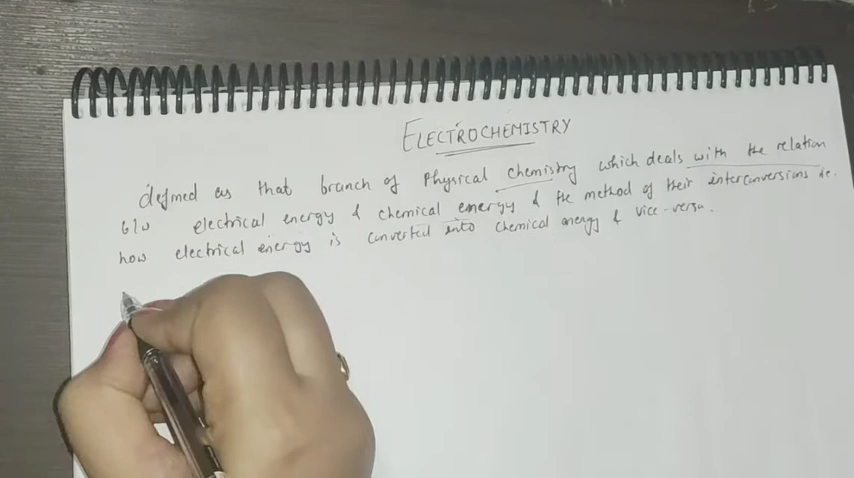 ELECTROCHEMISTRY
defined as that branch of Physical chemistry which deals with the relation
b/w electrical energy & chemical energy & the method of their interconversions ie.
how electrical energy is converted into chemical energy & vice-versa.